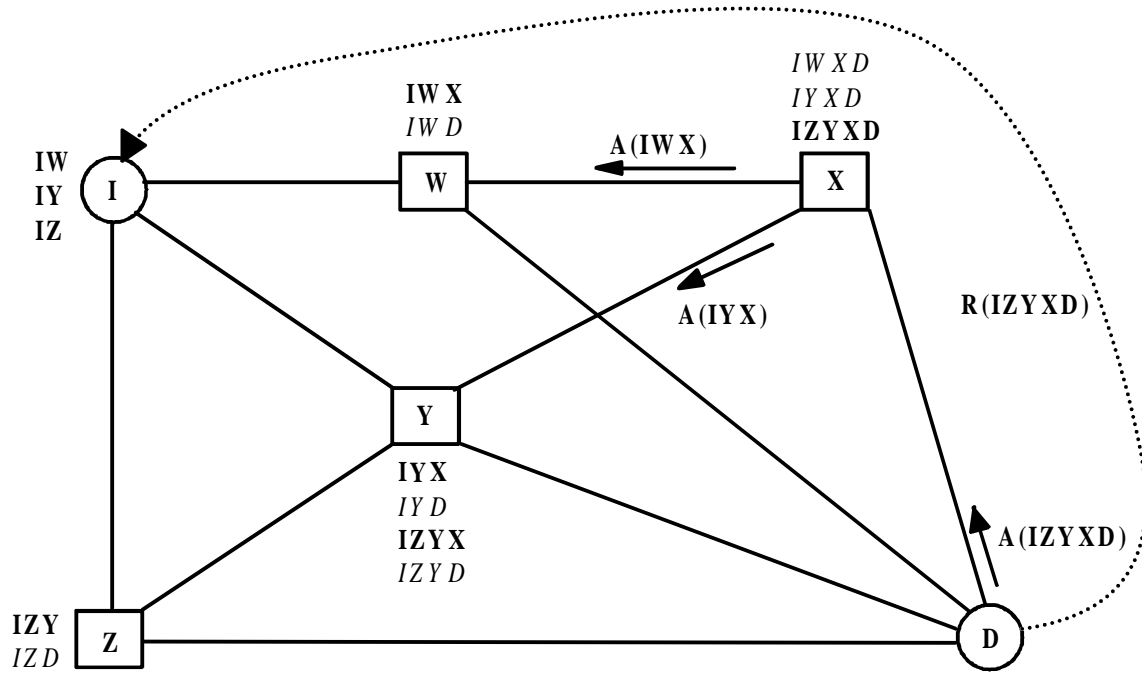 IWXD
IYXD
IZYXD
IWX
IWD
A(IWX)
IW
IY
IZ
I
W
X
A(IYX)
R(IZYXD)
Y
IYX
IYD
IZYX
IZYD
A(IZYXD)
IZY
IZD
Z
D